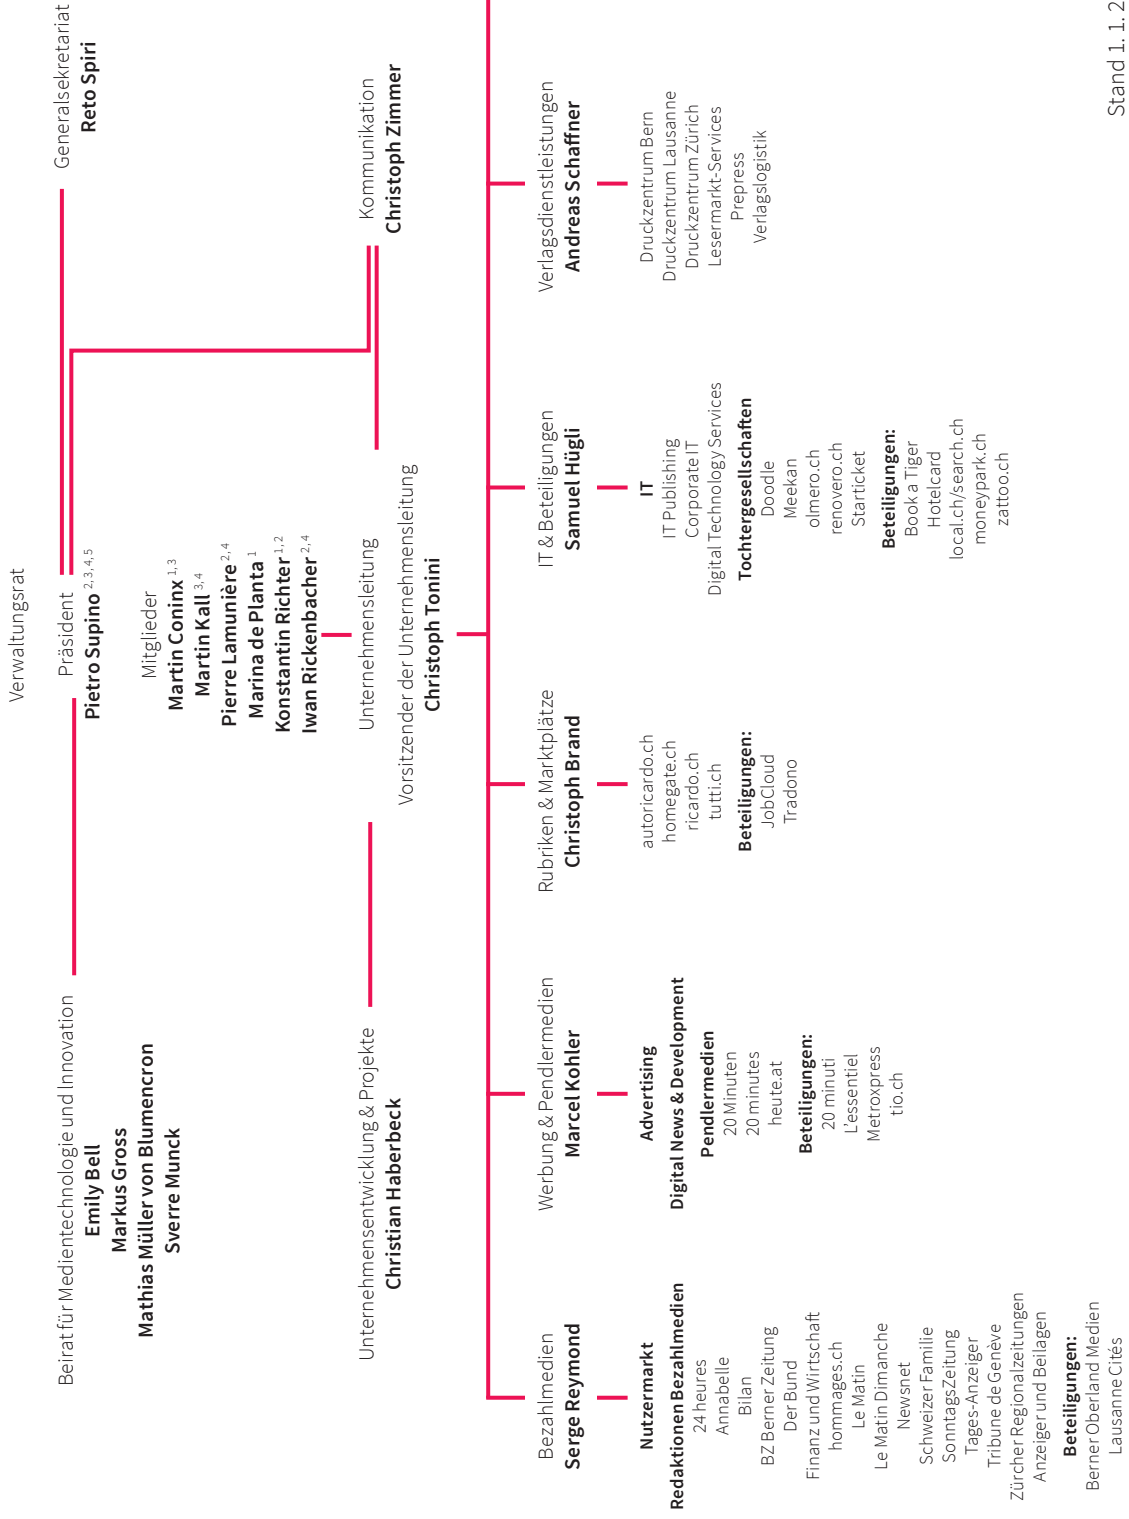 Verwaltungsrat
Beirat für Medientechnologie und Innovation
Emily Bell
Markus Gross
Mathias Müller von Blumencron
Sverre Munck
Präsident
Pietro Supino 2, 3, 4, 5
Generalsekretariat
Reto Spiri
Mitglieder
Martin Coninx 1, 3
Martin Kall 3, 4
Pierre Lamunière 2, 4
Marina de Planta 1
Konstantin Richter 1, 2
Iwan Rickenbacher 2, 4
Unternehmensentwicklung & Projekte
Christian Haberbeck
Unternehmensleitung
Vorsitzender der Unternehmensleitung
Christoph Tonini
Kommunikation
Christoph Zimmer
Bezahlmedien
Serge Reymond
Nutzermarkt
Redaktionen Bezahlmedien
24 heures
Annabelle
Bilan
BZ Berner Zeitung
Der Bund
Finanz und Wirtschaft
hommages.ch
Le Matin
Le Matin Dimanche
Newsnet
Schweizer Familie
SonntagsZeitung
Tages-Anzeiger
Tribune de Genève
Zürcher Regionalzeitungen
Anzeiger und Beilagen
Beteiligungen:
Berner Oberland Medien
Lausanne Cités
Werbung & Pendlermedien
Marcel Kohler
Advertising
Digital News & Development
Pendlermedien
20 Minuten
20 minutes
heute.at
Beteiligungen:
20 minuti
L'essentiel
Metroxpress
tio.ch
Rubriken & Marktplätze
Christoph Brand
autoricardo.ch
homegate.ch
ricardo.ch
tutti.ch
Beteiligungen:
JobCloud
Tradono
IT & Beteiligungen
Samuel Hügli
IT
IT Publishing
Corporate IT
Digital Technology Services
Tochtergesellschaften
Doodle
Meekan
olmero.ch
renovero.ch
Starticket
Beteiligungen:
Book a Tiger
Hotelcard
local.ch/search.ch
moneypark.ch
zattoo.ch
Verlagsdienstleistungen
Andreas Schaffner
Druckzentrum Bern
Druckzentrum Lausanne
Druckzentrum Zürich
Lesermarkt-Services
Prepress
Verlagslogistik
Stand 1. 1. 2